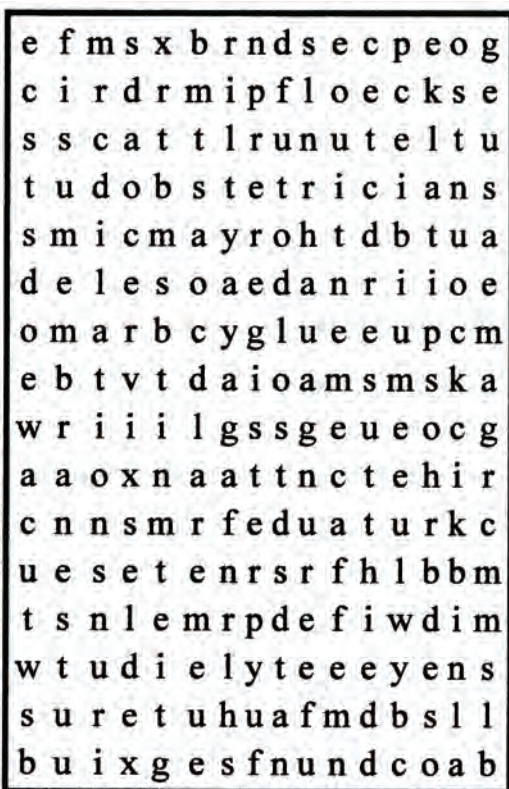 e f m s x b r n d s e c p e o g
c i r d r m i p f l o e c k s e
s s c a t t l r u n u t e l t u
t u d o b s t e t r i c i a n s
s m i c m a y r o h t d b t u a
d e l e s o a e d a n r i i o e
o m a r b c y g l u e e u p c m
e b t v t d a i o a m s m s k a
w r i i i l g s s g e u e o c g
a a o x n a a t t n c t e h i r
c n n s m r f e d u a t u r k c
u e s e t e n r s r f h l b b m
t s n l e m r p d e f i w d i m
w t u d i e l y t e e e y e n s
s u r e t u h u a f m d b s l l
b u i x g e s f n u n d c o a b